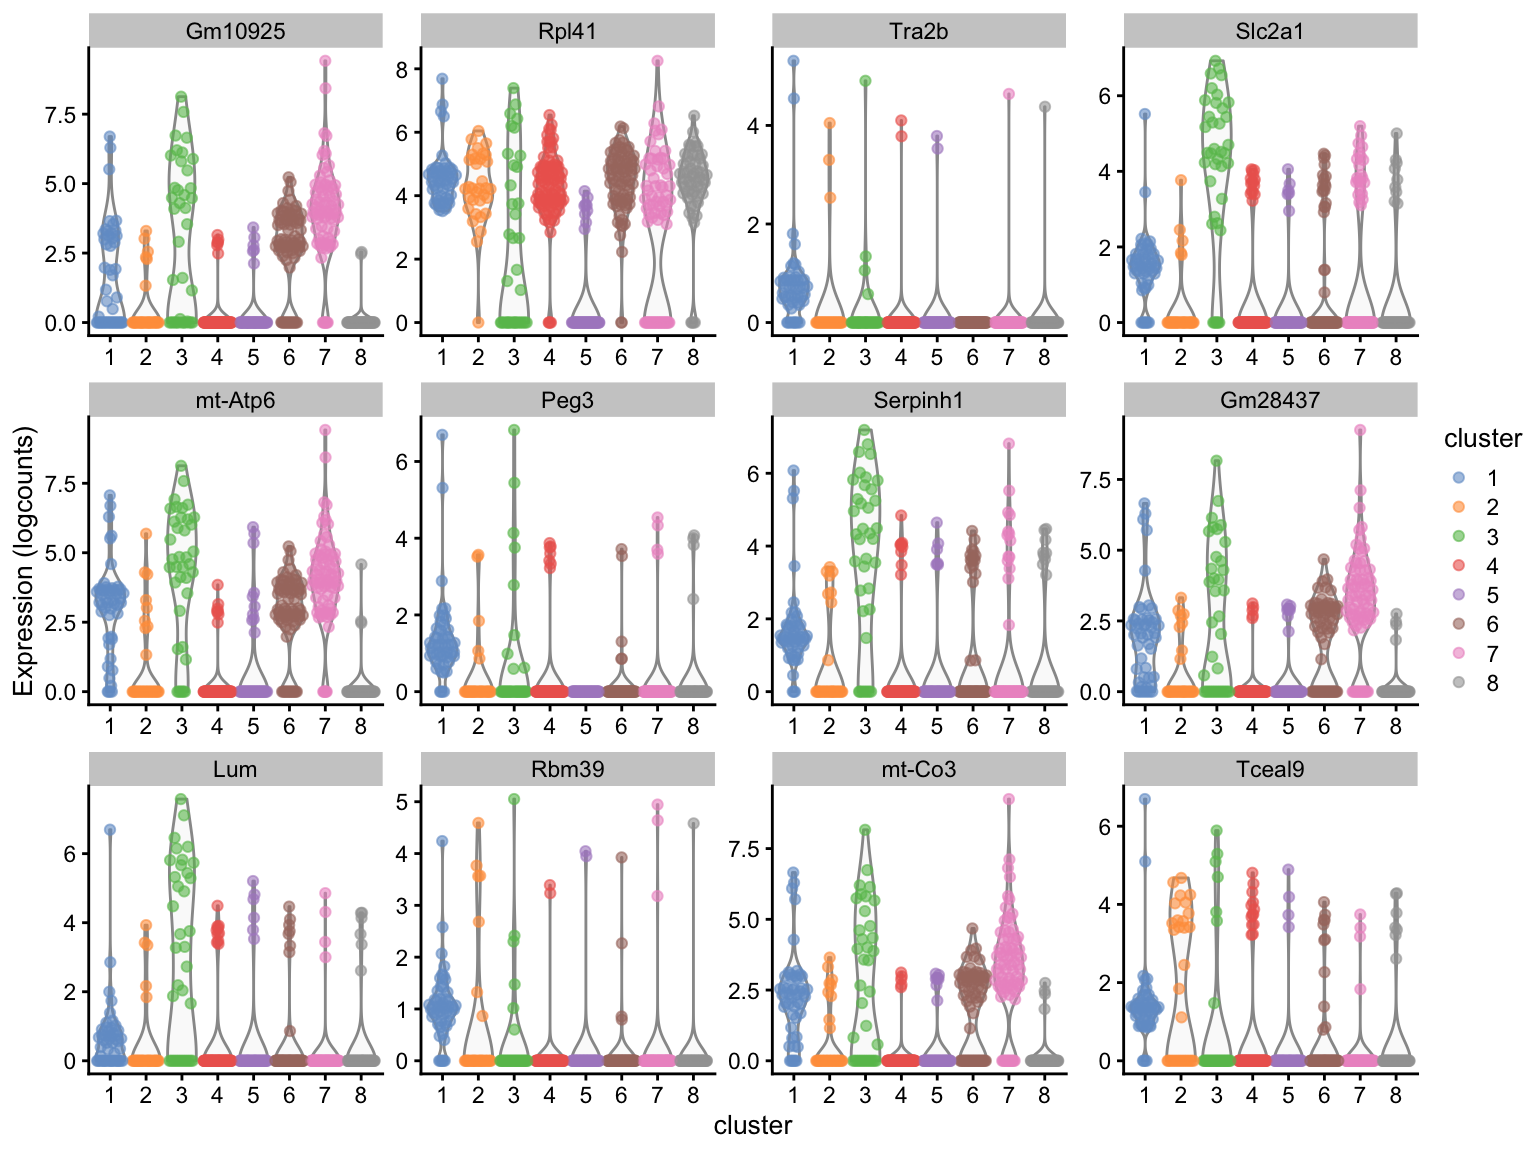 Gm10925 Rpl41 Tra2b Slc2a1
7.5 5.0 2.5 0.0
8 6 4 2 0
4 2 0
6 4 2 0
1 2 3 4 5 6 7 8
1 2 3 4 5 6 7 8
1 2 3 4 5 6 7 8
1 2 3 4 5 6 7 8
Expression (logcounts)
mt-Atp6 Peg3 Serpinh1 Gm28437
7.5 5.0 2.5 0.0
6 4 2 0
6 4 2 0
7.5 5.0 2.5 0.0
1 2 3 4 5 6 7 8
1 2 3 4 5 6 7 8
1 2 3 4 5 6 7 8
1 2 3 4 5 6 7 8
cluster
1
2
3
4
5
6
7
8
Lum Rbm39 mt-Co3 Tceal9
6 4 2 0
5 4 3 2 1 0
7.5 5.0 2.5 0.0
6 4 2 0
1 2 3 4 5 6 7 8
1 2 3 4 5 6 7 8
1 2 3 4 5 6 7 8
1 2 3 4 5 6 7 8
cluster